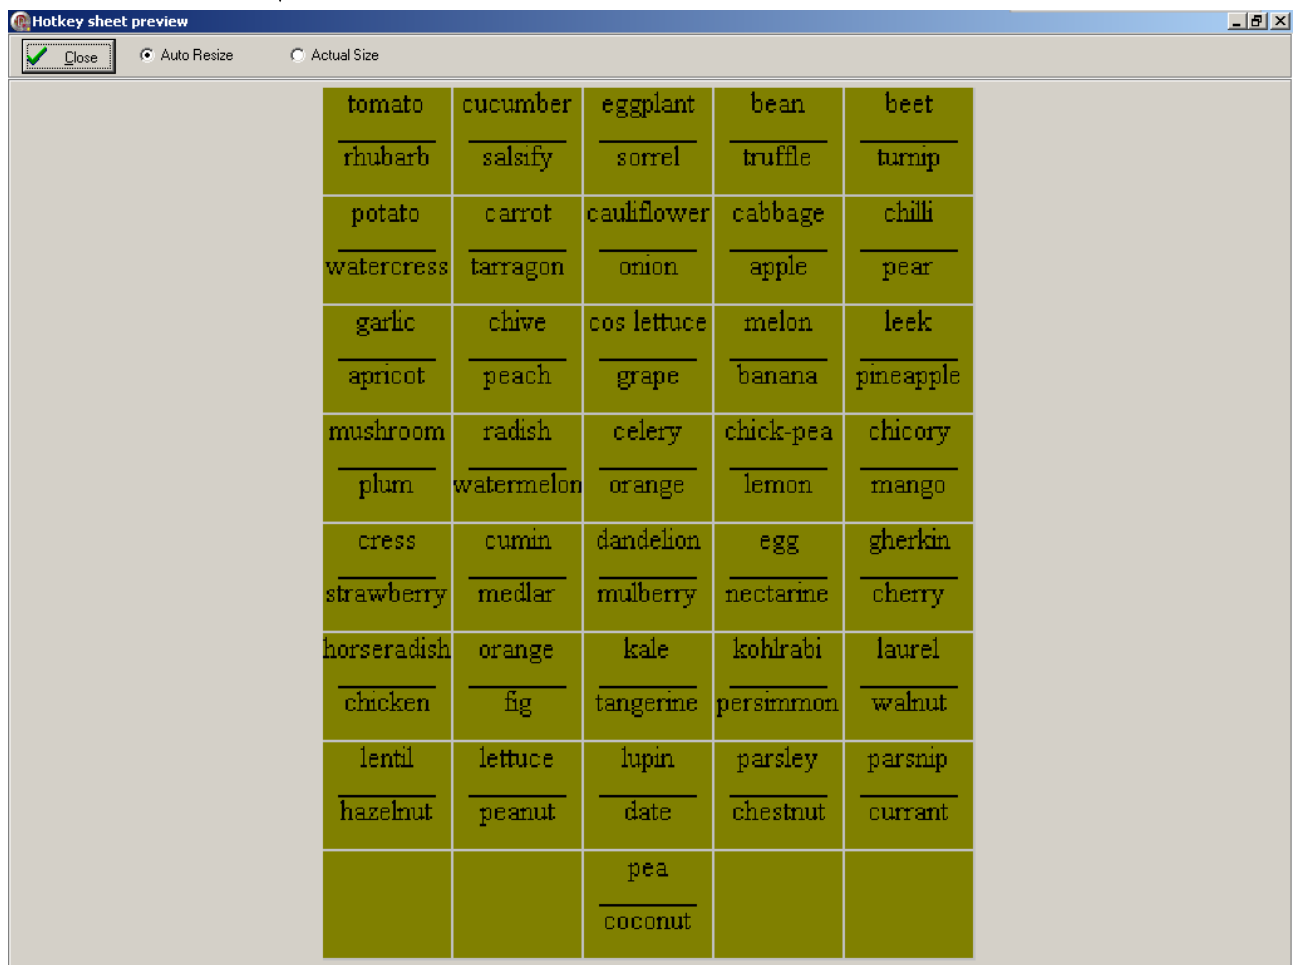 Hotkey sheet preview
Close Auto Resize Actual Size
tomato cucumber eggplant bean beet
rhubarb salsify sorrel truffle turnip
potato carrot cauliflower cabbage chilli
watercress tarragon onion apple pear
garlic chive cos lettuce melon leek
apricot peach grape banana pineapple
mushroom radish celery chick-pea chicory
plum watermelon orange lemon mango
cress cumin dandelion egg gherkin
strawberry medlar mulberry nectarine cherry
horseradish orange kale kohlrabi laurel
chicken fig tangerine persimmon walnut
lentil lettuce lupin parsley parsnip
hazelnut peanut date chestnut currant
pea
coconut